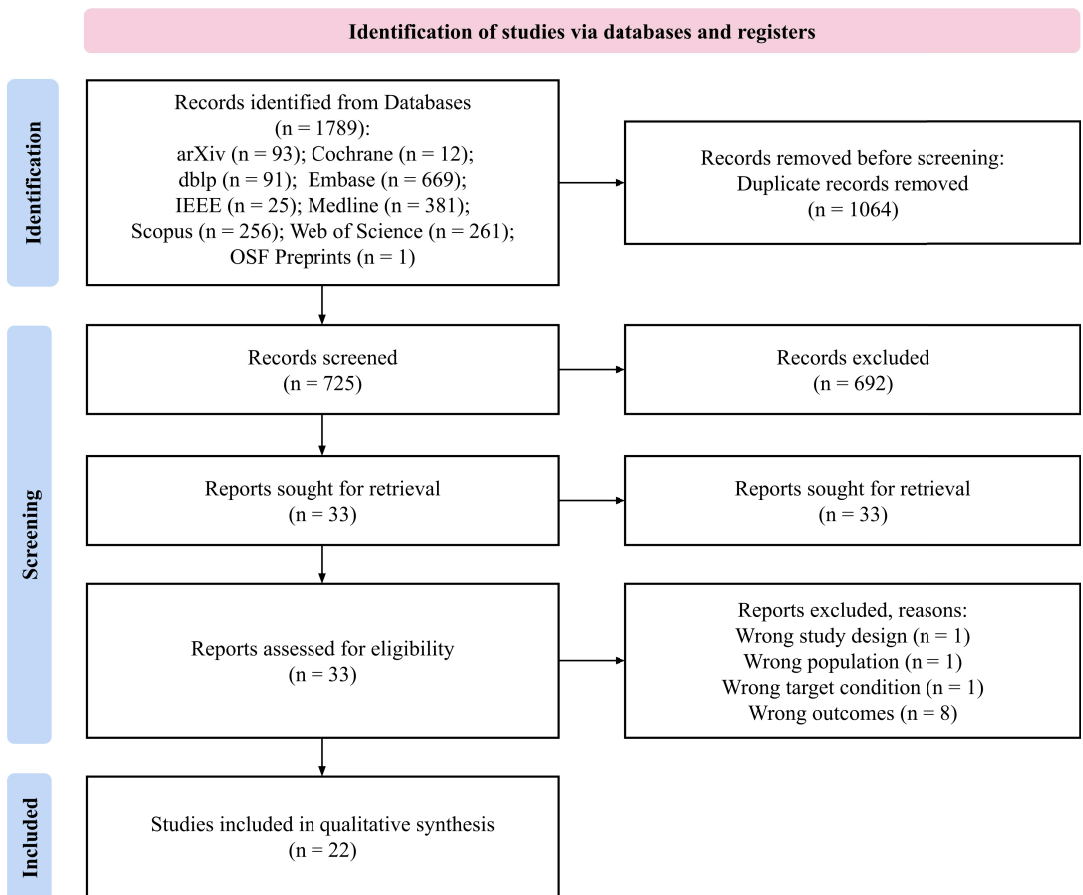 Identification of studies via databases and registers
Identification
Records identified from Databases
(n = 1789):
arXiv (n = 93); Cochrane (n = 12);
dblp (n = 91); Embase (n = 669);
IEEE (n = 25); Medline (n = 381);
Scopus (n = 256); Web of Science (n = 261);
OSF Preprints (n = 1)
Records removed before screening:
Duplicate records removed
(n = 1064)
Screening
Records screened
(n = 725)
Records excluded
(n = 692)
Reports sought for retrieval
(n = 33)
Reports sought for retrieval
(n = 33)
Reports assessed for eligibility
(n = 33)
Reports excluded, reasons:
Wrong study design (n = 1)
Wrong population (n = 1)
Wrong target condition (n = 1)
Wrong outcomes (n = 8)
Included
Studies included in qualitative synthesis
(n = 22)